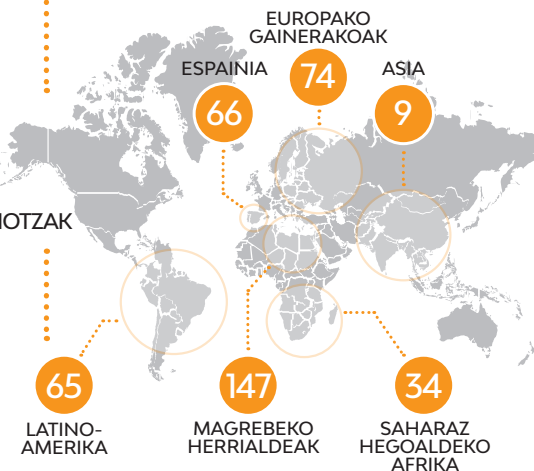 EUROPAKO
GAINERAKOAK
74
ESPAINIA
66
ASIA
9
65
LATINO-
AMERIKA
147
MAGREBEKO
HERRIALDEAK
34
SAHARAZ
HEGOALDEKO
AFRIKA